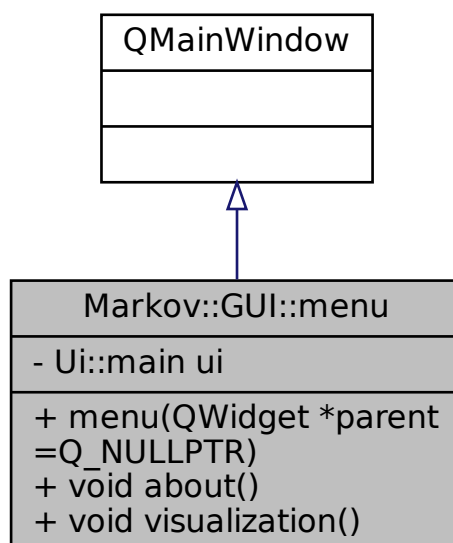 QMainWindow
Markov::GUI::menu
- Ui::main ui
+ menu(QWidget *parent
=Q_NULLPTR)
+ void about()
+ void visualization()